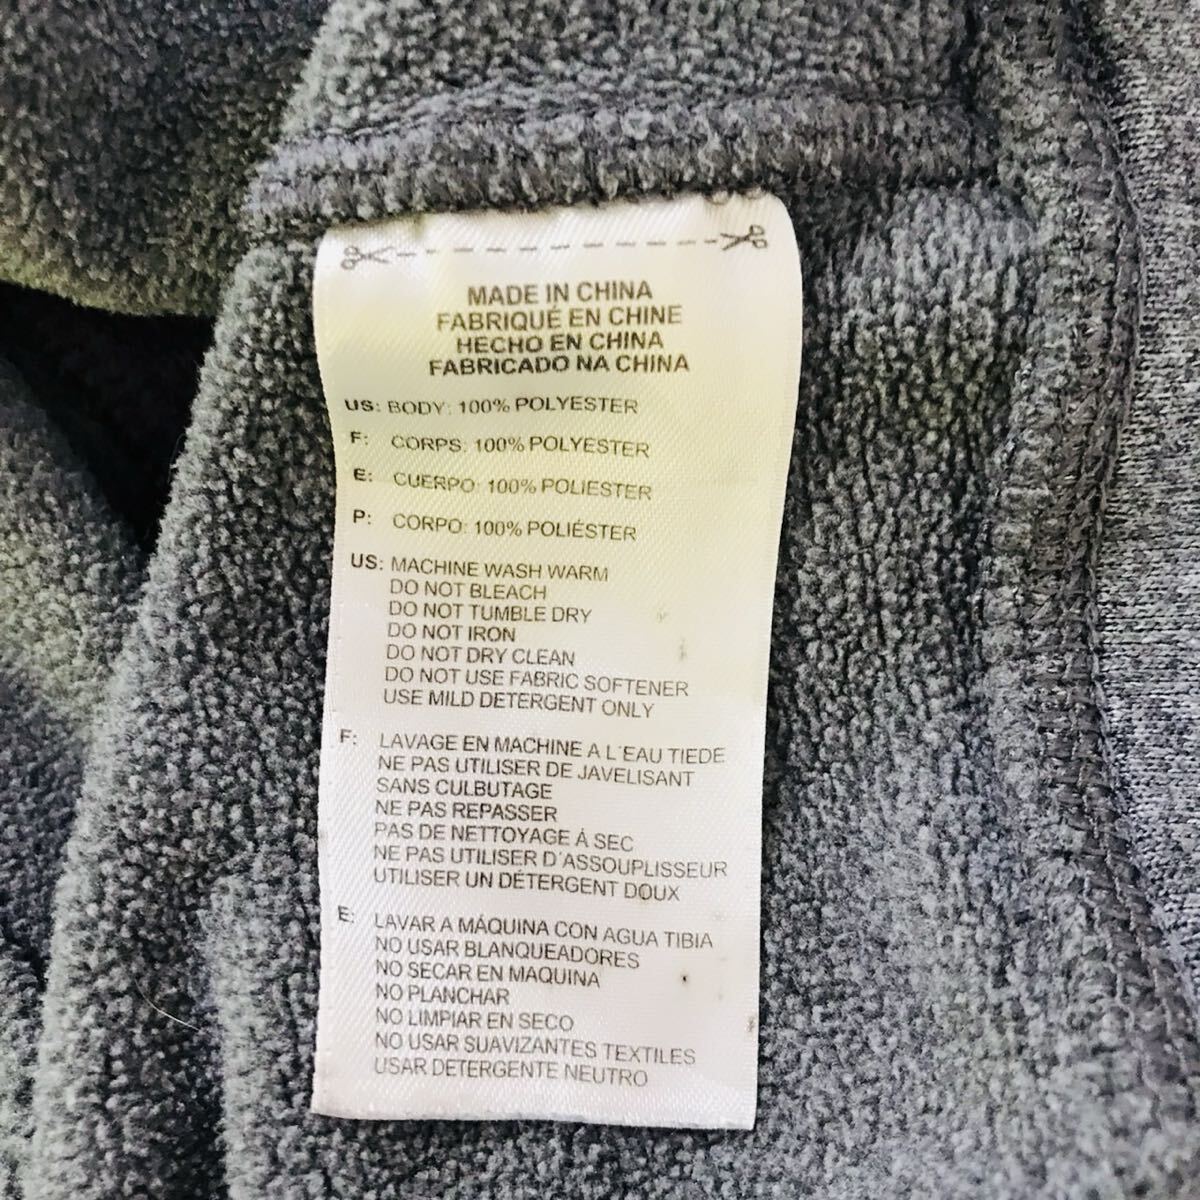 MADE IN CHINA
FABRIQUÉ EN CHINE
HECHO EN CHINA
FABRICADO NA CHINA
US: BODY: 100% POLYESTER
F: CORPS: 100% POLYESTER
E: CUERPO: 100% POLIESTER
P: CORPO: 100% POLIÉSTER
US: MACHINE WASH WARM
DO NOT BLEACH
DO NOT TUMBLE DRY
DO NOT IRON
DO NOT DRY CLEAN
DO NOT USE FABRIC SOFTENER
USE MILD DETERGENT ONLY
F: LAVAGE EN MACHINE A L´EAU TIEDE
NE PAS UTILISER DE JAVELISANT
SANS CULBUTAGE
NE PAS REPASSER
PAS DE NETTOYAGE Á SEC
NE PAS UTILISER D´ASSOUPLISSEUR
UTILISER UN DÉTERGENT DOUX
E: LAVAR A MÁQUINA CON AGUA TIBIA
NO USAR BLANQUEADORES
NO SECAR EN MAQUINA
NO PLANCHAR
NO LIMPIAR EN SECO
NO USAR SUAVIZANTES TEXTILES
USAR DETERGENTE NEUTRO